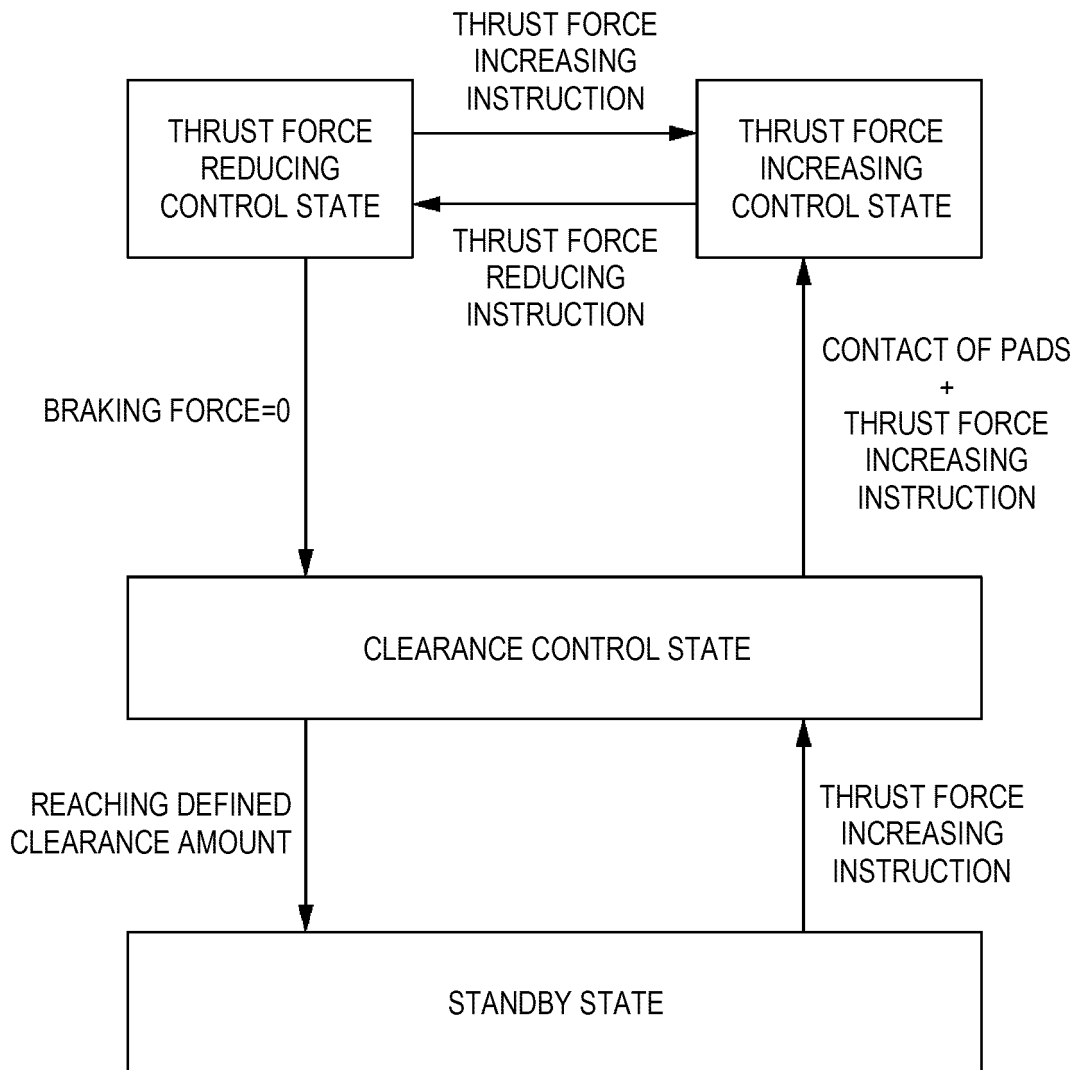 THRUST FORCE
INCREASING
INSTRUCTION
THRUST FORCE
REDUCING
CONTROL STATE
THRUST FORCE
INCREASING
CONTROL STATE
THRUST FORCE
REDUCING
INSTRUCTION
BRAKING FORCE=0
CONTACT OF PADS
+
THRUST FORCE
INCREASING
INSTRUCTION
CLEARANCE CONTROL STATE
REACHING DEFINED
CLEARANCE AMOUNT
THRUST FORCE
INCREASING
INSTRUCTION
STANDBY STATE